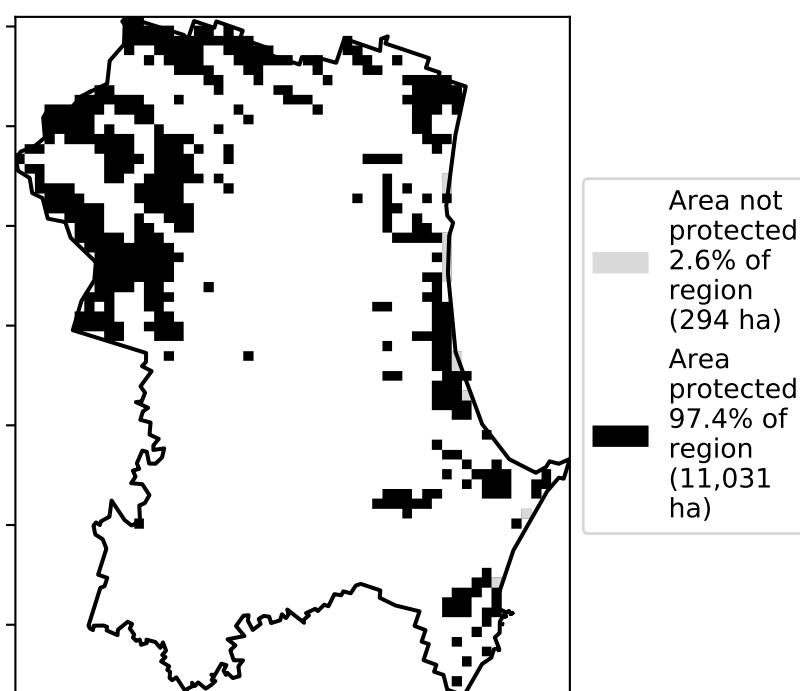 Area not
protected
2.6% of
region
(294 ha)
Area
protected
97.4% of
region
(11,031
ha)